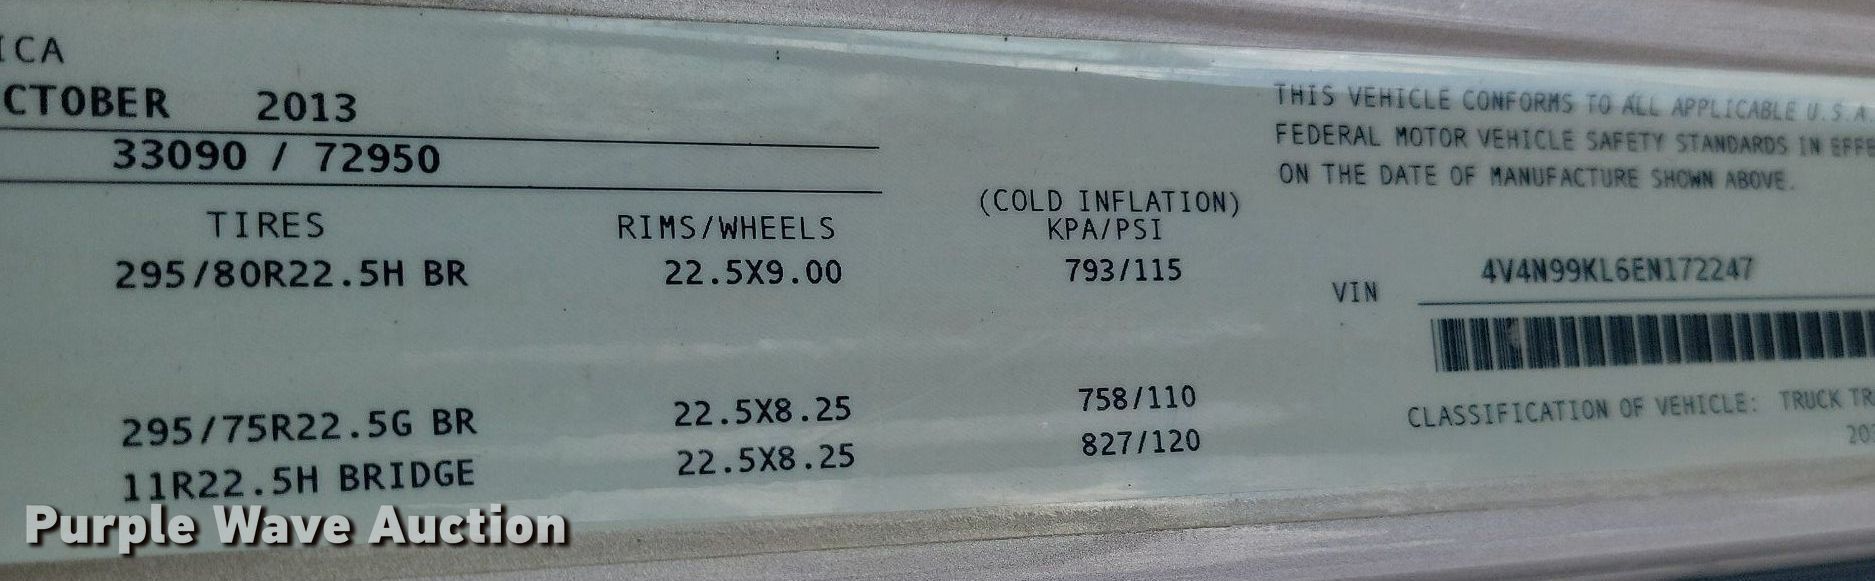 ICA
CTOBER 2013
33090 / 72950
THIS VEHICLE CONFORMS TO ALL APPLICABLE U.S.A.
FEDERAL MOTOR VEHICLE SAFETY STANDARDS IN EFFE
ON THE DATE OF MANUFACTURE SHOWN ABOVE.
(COLD INFLATION)
TIRES RIMS/WHEELS KPA/PSI
295/80R22.5H BR 22.5X9.00 793/115
VIN 4V4N99KL6EN172247
295/75R22.5G BR 22.5X8.25 758/110
11R22.5H BRIDGE 22.5X8.25 827/120
CLASSIFICATION OF VEHICLE: TRUCK TR
Purple Wave Auction